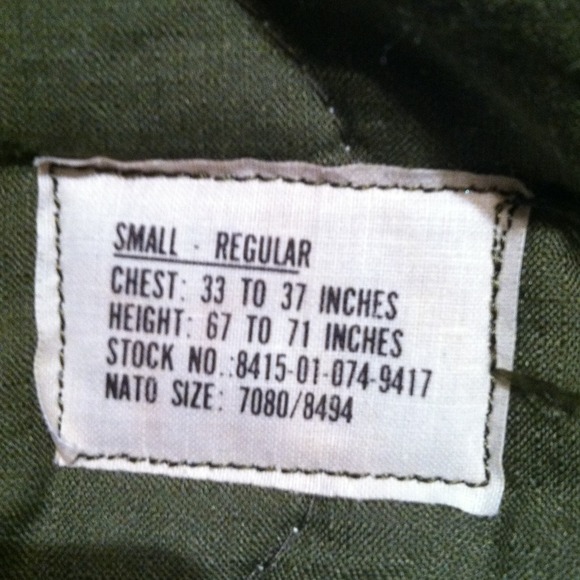 SMALL - REGULAR
CHEST: 33 TO 37 INCHES
HEIGHT: 67 TO 71 INCHES
STOCK NO.:8415-01-074-9417
NATO SIZE: 7080/8494